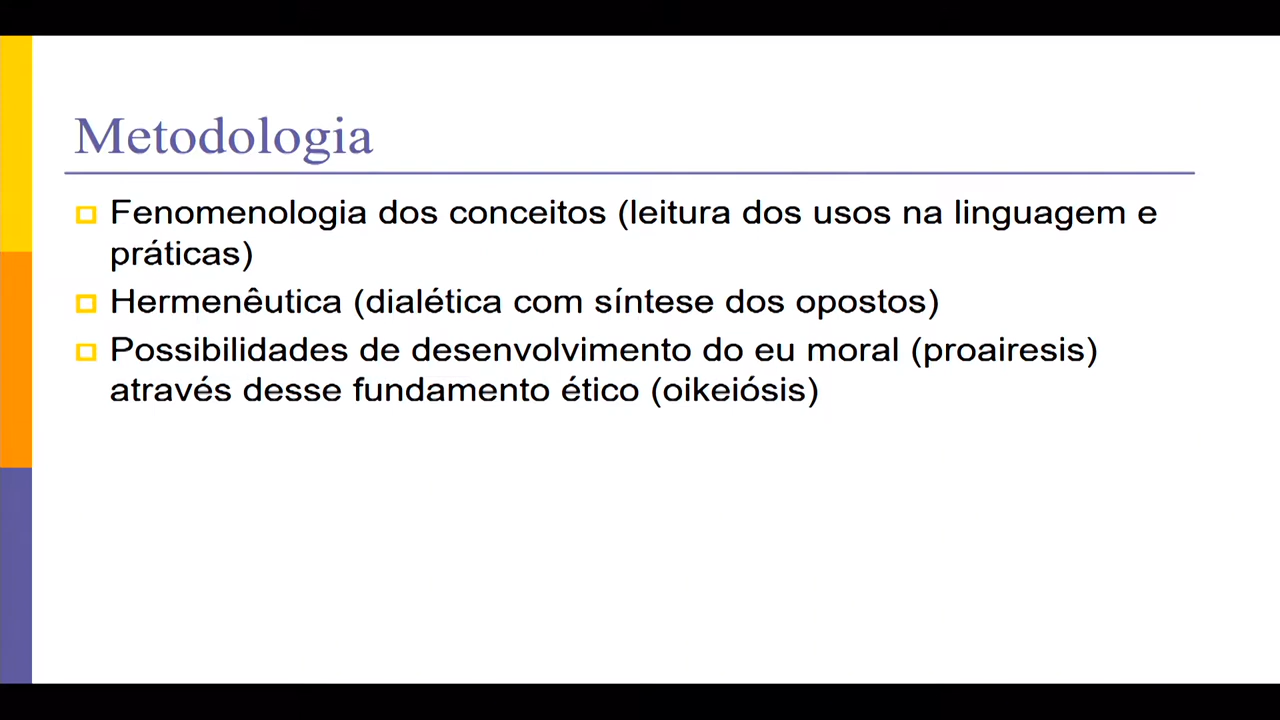 Metodologia
Fenomenologia dos conceitos (leitura dos usos na linguagem e
práticas)
Hermenêutica (dialética com síntese dos opostos)
Possibilidades de desenvolvimento do eu moral (proairesis)
através desse fundamento ético (oikeiósis)